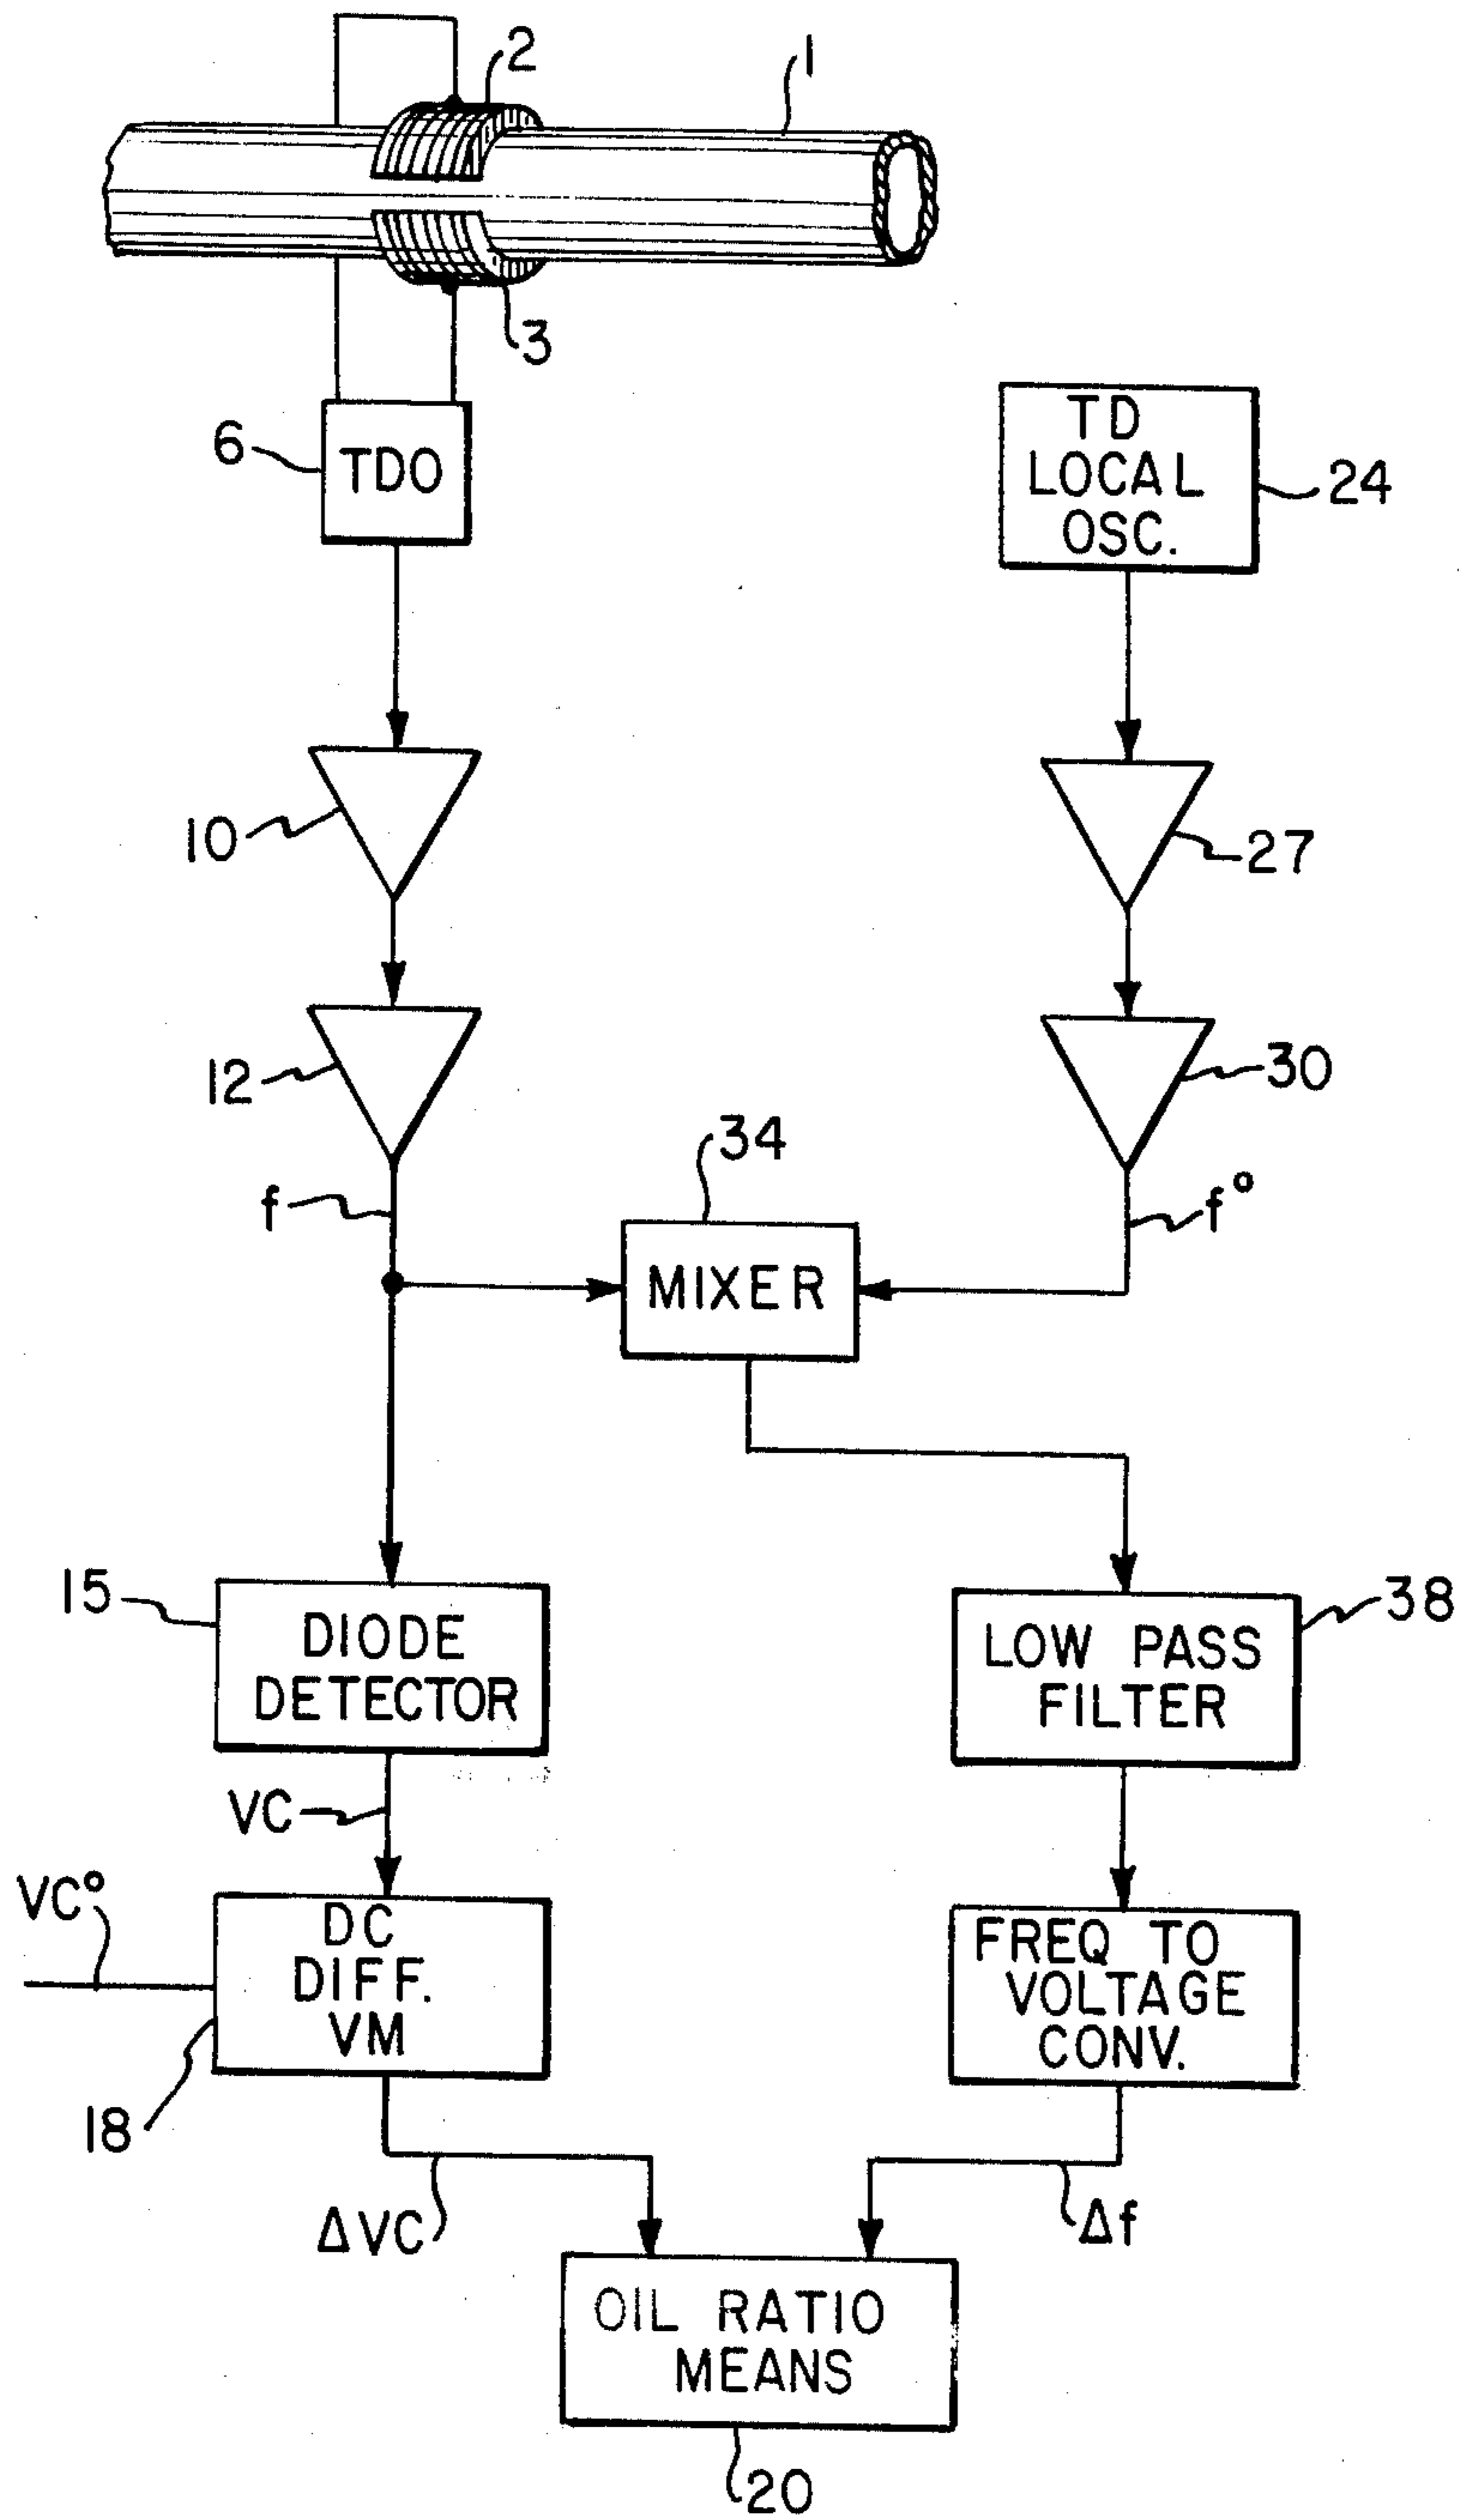 2
1
3
6
TDO
TD
LOCAL
OSC.
24
10
27
12
30
34
f
f°
MIXER
15
DIODE
DETECTOR
LOW PASS
FILTER
38
VC
VC°
DC
DIFF.
VM
FREQ TO
VOLTAGE
CONV.
18
ΔVC
Δf
OIL RATIO
MEANS
20